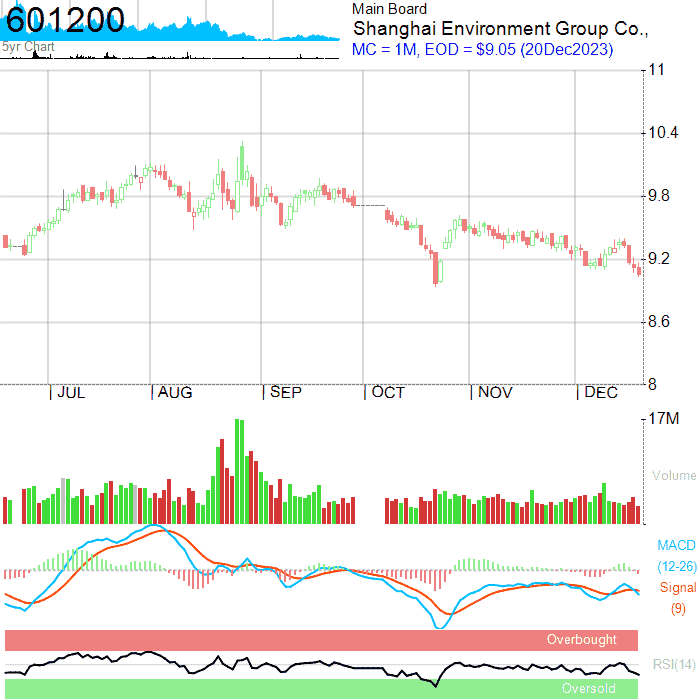 601200
5yr Chart
Main Board
Shanghai Environment Group Co.,
MC = 1M, EOD = $9.05 (20Dec2023)
11
10.4
9.8
9.2
8.6
8
| JUL | AUG | SEP | OCT | NOV | DEC
17M
Volume
MACD
(12-26)
Signal
(9)
Overbought
RSI(14)
Oversold